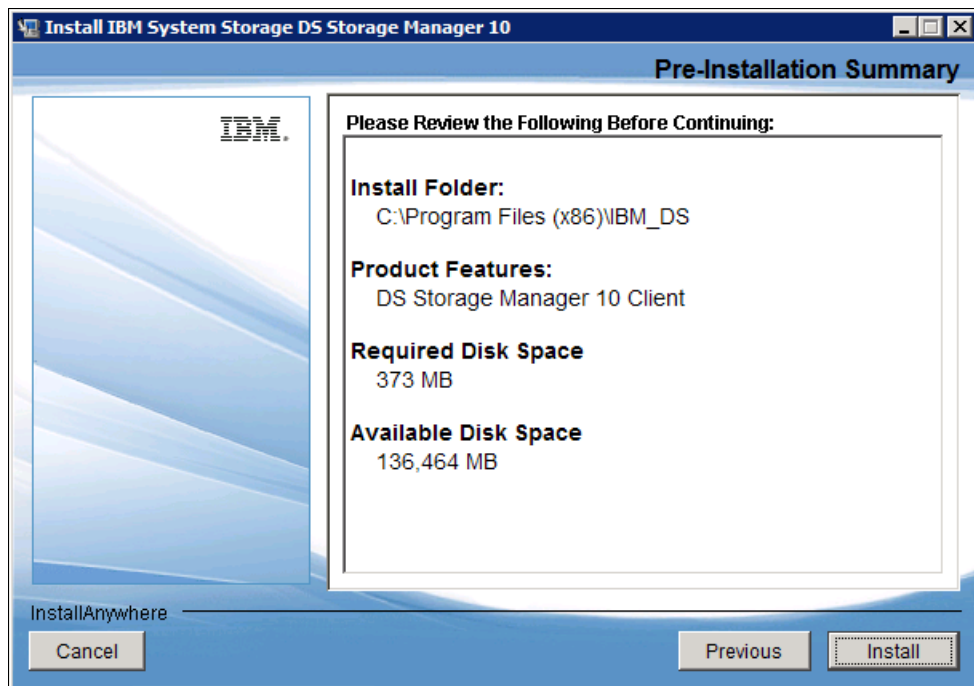 Install IBM System Storage DS Storage Manager 10
Pre-Installation Summary
IBM.
Please Review the Following Before Continuing:
Install Folder:
C:\Program Files (x86)\IBM_DS
Product Features:
DS Storage Manager 10 Client
Required Disk Space
373 MB
Available Disk Space
136,464 MB
InstallAnywhere
Cancel
Previous
Install